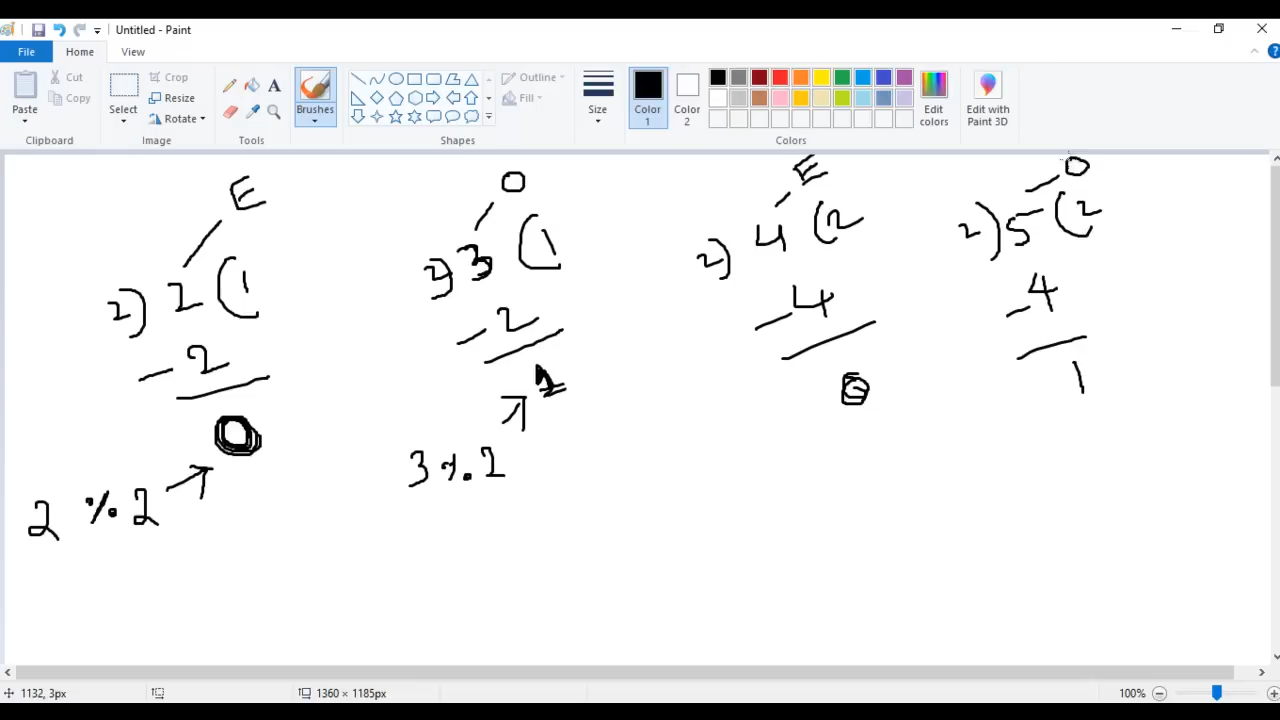 Untitled - Paint
File
Home
View
Paste
Cut
Copy
Clipboard
Select
Crop
Resize
Rotate
Image
A
Tools
Brushes
Outline
Fill
Shapes
Size
Color 1
Color 2
Edit colors
Colors
Edit with Paint 3D
E
2) 2 (1
- 2
0
2 % 2
O
2) 3 (1
- 2
1
3 %. 2
E
2) 4 (2
- 4
0
O
2) 5 (2
- 4
1
1132, 3px
1360 × 1185px
100%